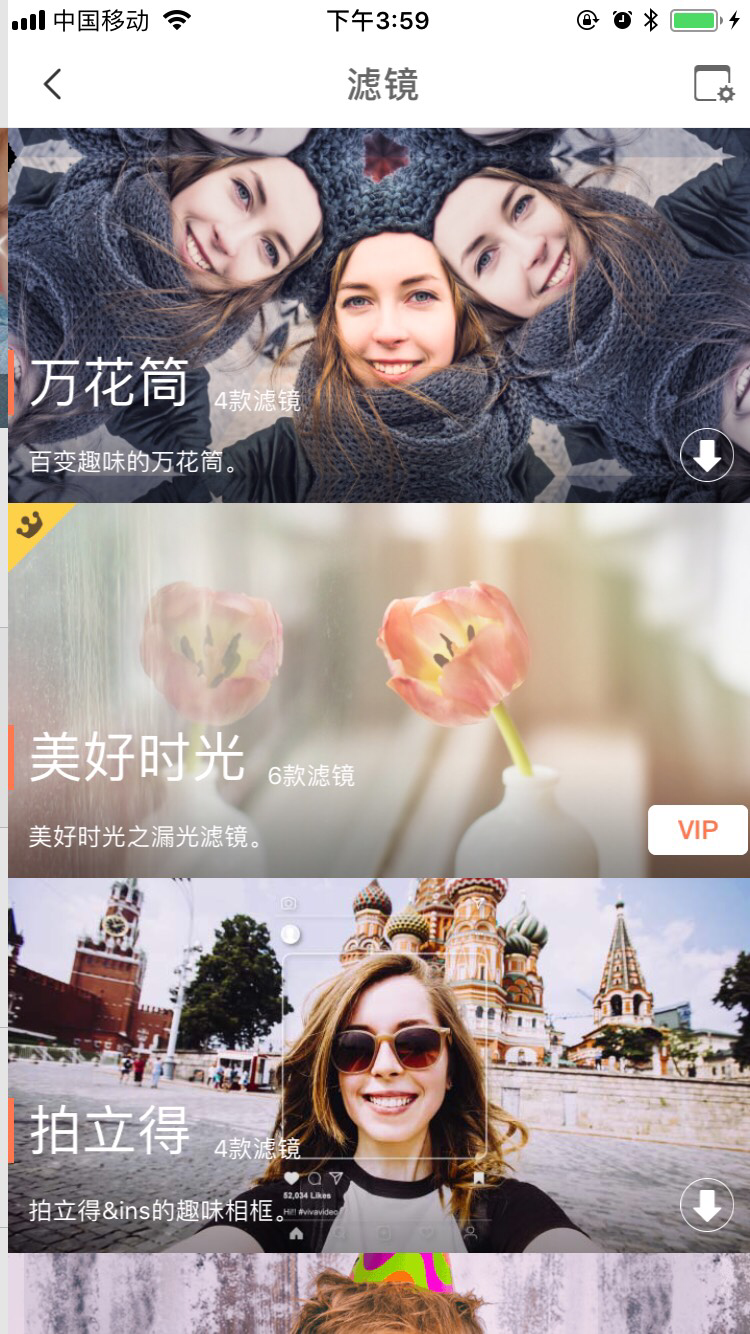 中国移动
下午3:59
滤镜
万花筒
4款滤镜
百变趣味的万花筒。
美好时光
6款滤镜
美好时光之漏光滤镜。
VIP
拍立得
4款滤镜
52,034 Likes
拍立得&ins的趣味相框。
Hi!! #vivavideo